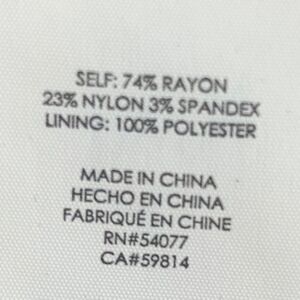 SELF: 74% RAYON
23% NYLON 3% SPANDEX
LINING: 100% POLYESTER
MADE IN CHINA
HECHO EN CHINA
FABRIQUÉ EN CHINE
RN#54077
CA#59814